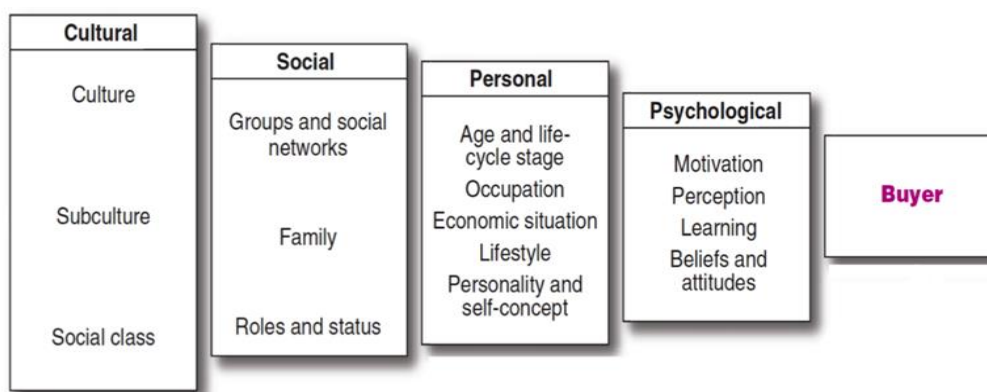 Cultural
Culture
Subculture
Social class
Social
Groups and social
networks
Family
Roles and status
Personal
Age and life-
cycle stage
Occupation
Economic situation
Lifestyle
Personality and
self-concept
Psychological
Motivation
Perception
Learning
Beliefs and
attitudes
Buyer